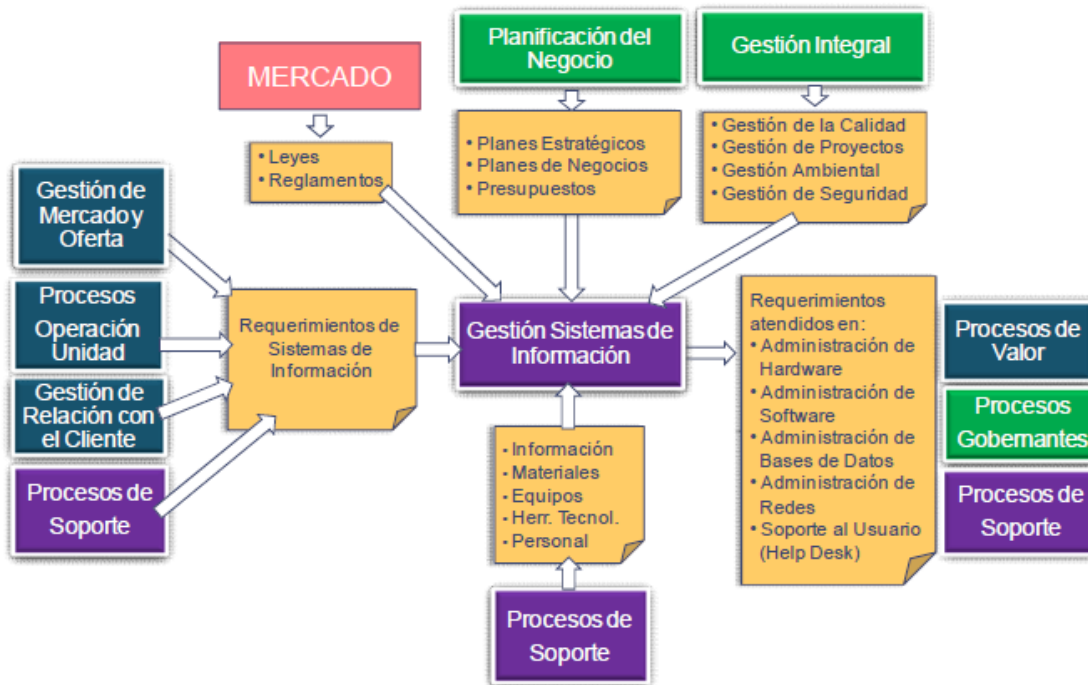 Planificación del
Negocio
Gestión Integral
MERCADO
• Leyes
• Reglamentos
• Planes Estratégicos
• Planes de Negocios
• Presupuestos
• Gestión de la Calidad
• Gestión de Proyectos
• Gestión Ambiental
• Gestión de Seguridad
Gestión de
Mercado y
Oferta
Procesos
Operación
Unidad
Gestión de
Relación con
el Cliente
Procesos de
Soporte
Requerimientos de
Sistemas de
Información
Gestión Sistemas de
Información
• Información
• Materiales
• Equipos
• Herr. Tecnol.
• Personal
Procesos de
Soporte
Requerimientos
atendidos en:
• Administración de
Hardware
• Administración de
Software
• Administración de
Bases de Datos
• Administración de
Redes
• Soporte al Usuario
(Help Desk)
Procesos de
Valor
Procesos
Gobernantes
Procesos de
Soporte